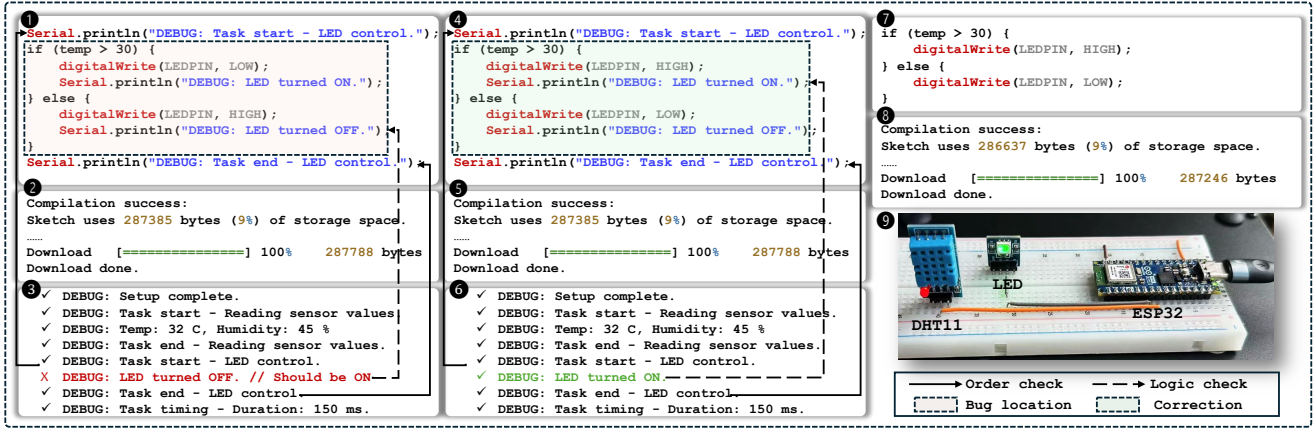 1
Serial.println("DEBUG: Task start - LED control.");
if (temp > 30) {
digitalWrite(LEDPIN, LOW);
Serial.println("DEBUG: LED turned ON.");
} else {
digitalWrite(LEDPIN, HIGH);
Serial.println("DEBUG: LED turned OFF.")
}
Serial.println("DEBUG: Task end - LED control.");
2
Compilation success:
Sketch uses 287385 bytes (9%) of storage space.
……
Download [================] 100% 287788 bytes
Download done.
3
✓ DEBUG: Setup complete.
✓ DEBUG: Task start - Reading sensor values.
✓ DEBUG: Temp: 32 C, Humidity: 45 %
✓ DEBUG: Task end - Reading sensor values.
✓ DEBUG: Task start - LED control.
X DEBUG: LED turned OFF. // Should be ON
✓ DEBUG: Task end - LED control.
✓ DEBUG: Task timing - Duration: 150 ms.
4
Serial.println("DEBUG: Task start - LED control.");
if (temp > 30) {
digitalWrite(LEDPIN, HIGH);
Serial.println("DEBUG: LED turned ON.");
} else {
digitalWrite(LEDPIN, LOW);
Serial.println("DEBUG: LED turned OFF.");
}
Serial.println("DEBUG: Task end - LED control.");
5
Compilation success:
Sketch uses 287385 bytes (9%) of storage space.
……
Download [================] 100% 287788 bytes
Download done.
6
✓ DEBUG: Setup complete.
✓ DEBUG: Task start - Reading sensor values.
✓ DEBUG: Temp: 32 C, Humidity: 45 %
✓ DEBUG: Task end - Reading sensor values.
✓ DEBUG: Task start - LED control.
✓ DEBUG: LED turned ON.
✓ DEBUG: Task end - LED control.
✓ DEBUG: Task timing - Duration: 150 ms.
7
if (temp > 30) {
digitalWrite(LEDPIN, HIGH);
} else {
digitalWrite(LEDPIN, LOW);
}
8
Compilation success:
Sketch uses 286637 bytes (9%) of storage space.
……
Download [================] 100% 287246 bytes
Download done.
9
LED
DHT11
ESP32
Order check
Logic check
Bug location
Correction